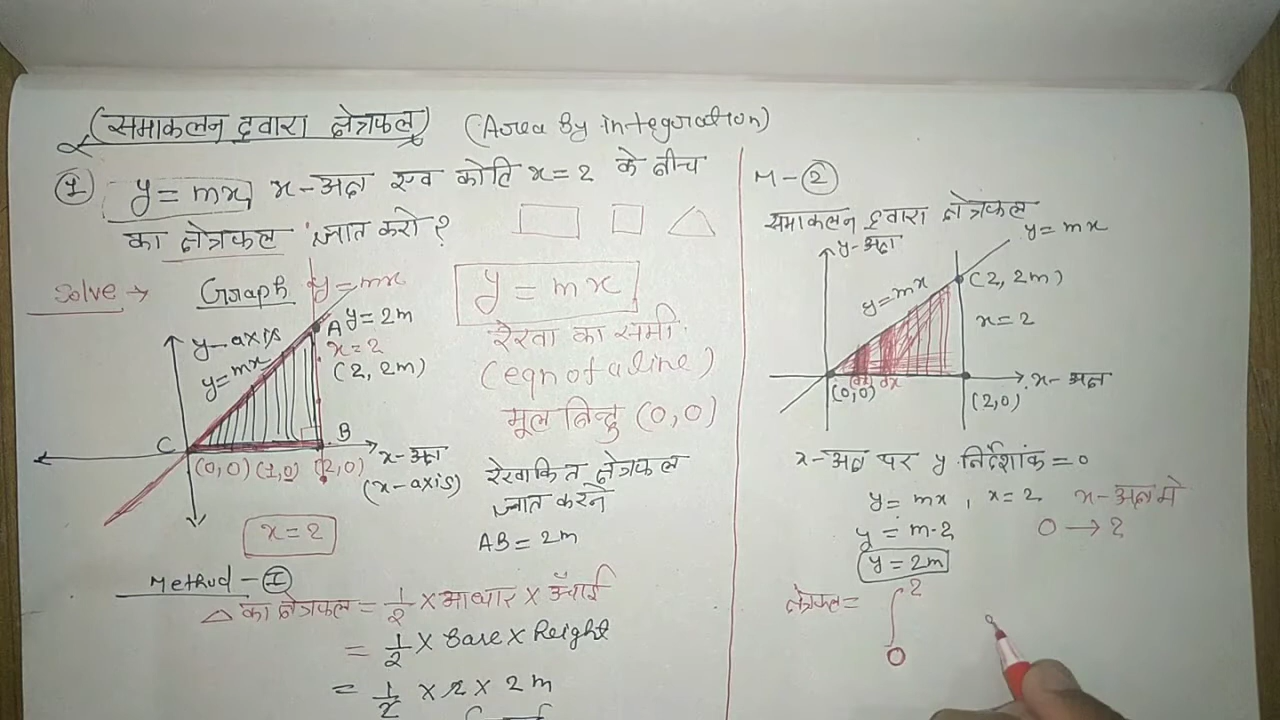 (समाकलन द्वारा क्षेत्रफल) (Area By integration)
① y = mx, x-अक्ष एवं कोटि x = 2 के बीच
का क्षेत्रफल ज्ञात करो ?
Solve → Graph y = mx
y = mx
y = 2m
A
y-axis
y = mx
x = 2
(2, 2m)
रेखा का समी.
(eqn of a line)
मूल बिन्दु (0,0)
C
B
x-अक्ष
(0,0) (1,0) (2,0)
(x-axis)
x = 2
रेखांकित क्षेत्रफल
ज्ञात करने
AB = 2m
Method - ①
△ का क्षेत्रफल = 1/2 × आधार × ऊँचाई
= 1/2 × Base × Height
= 1/2 × 2 × 2m
M - ②
समाकलन द्वारा क्षेत्रफल
y-अक्ष
y = mx
(2, 2m)
y = mx
x = 2
dx dx
x-अक्ष
(0,0)
(2,0)
x-अक्ष पर y निर्देशांक = 0
y = mx, x = 2 x-अक्ष मे
y = m·2 0 → 2
y = 2m
क्षेत्रफल = ∫₀²